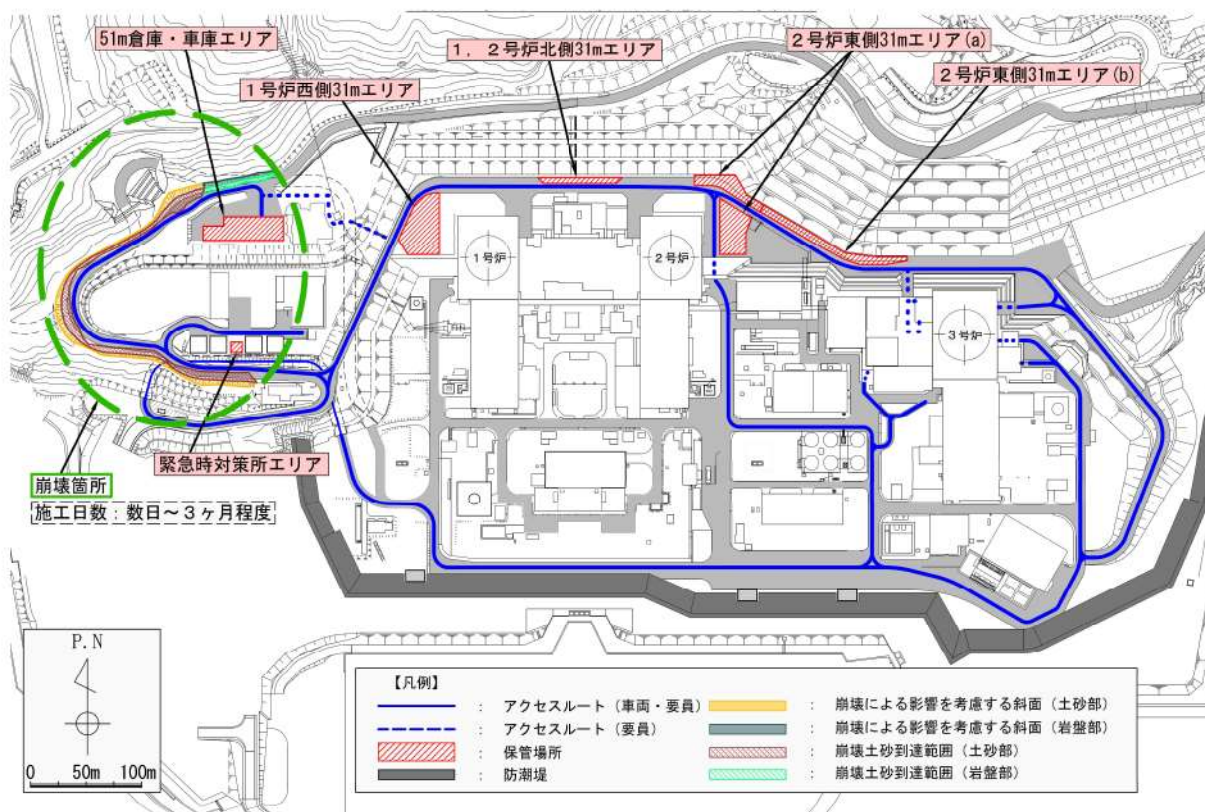 51m倉庫・車庫エリア
1号炉西側31mエリア
1，2号炉北側31mエリア
2号炉東側31mエリア(a)
2号炉東側31mエリア(b)
1号炉
2号炉
3号炉
緊急時対策所エリア
崩壊箇所
施工日数：数日～3ヶ月程度
P.N
0 50m 100m
【凡例】
： アクセスルート（車両・要員）
： アクセスルート（要員）
： 保管場所
： 防潮堤
： 崩壊による影響を考慮する斜面（土砂部）
： 崩壊による影響を考慮する斜面（岩盤部）
： 崩壊土砂到達範囲（土砂部）
： 崩壊土砂到達範囲（岩盤部）